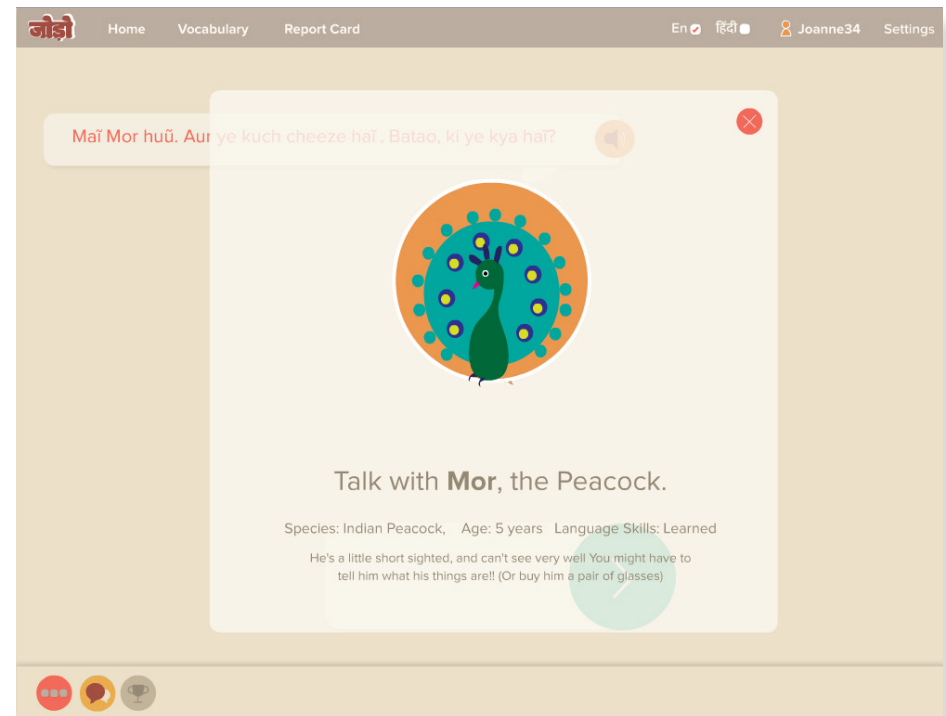 जोड़ो Home Vocabulary Report Card En हिंदी Joanne34 Settings
Maĩ Mor huũ. Aur ye kuch cheeze haĩ . Batao, ki ye kya haĩ?
Talk with Mor, the Peacock.
Species: Indian Peacock, Age: 5 years Language Skills: Learned
He's a little short sighted, and can't see very well You might have to
tell him what his things are!! (Or buy him a pair of glasses)